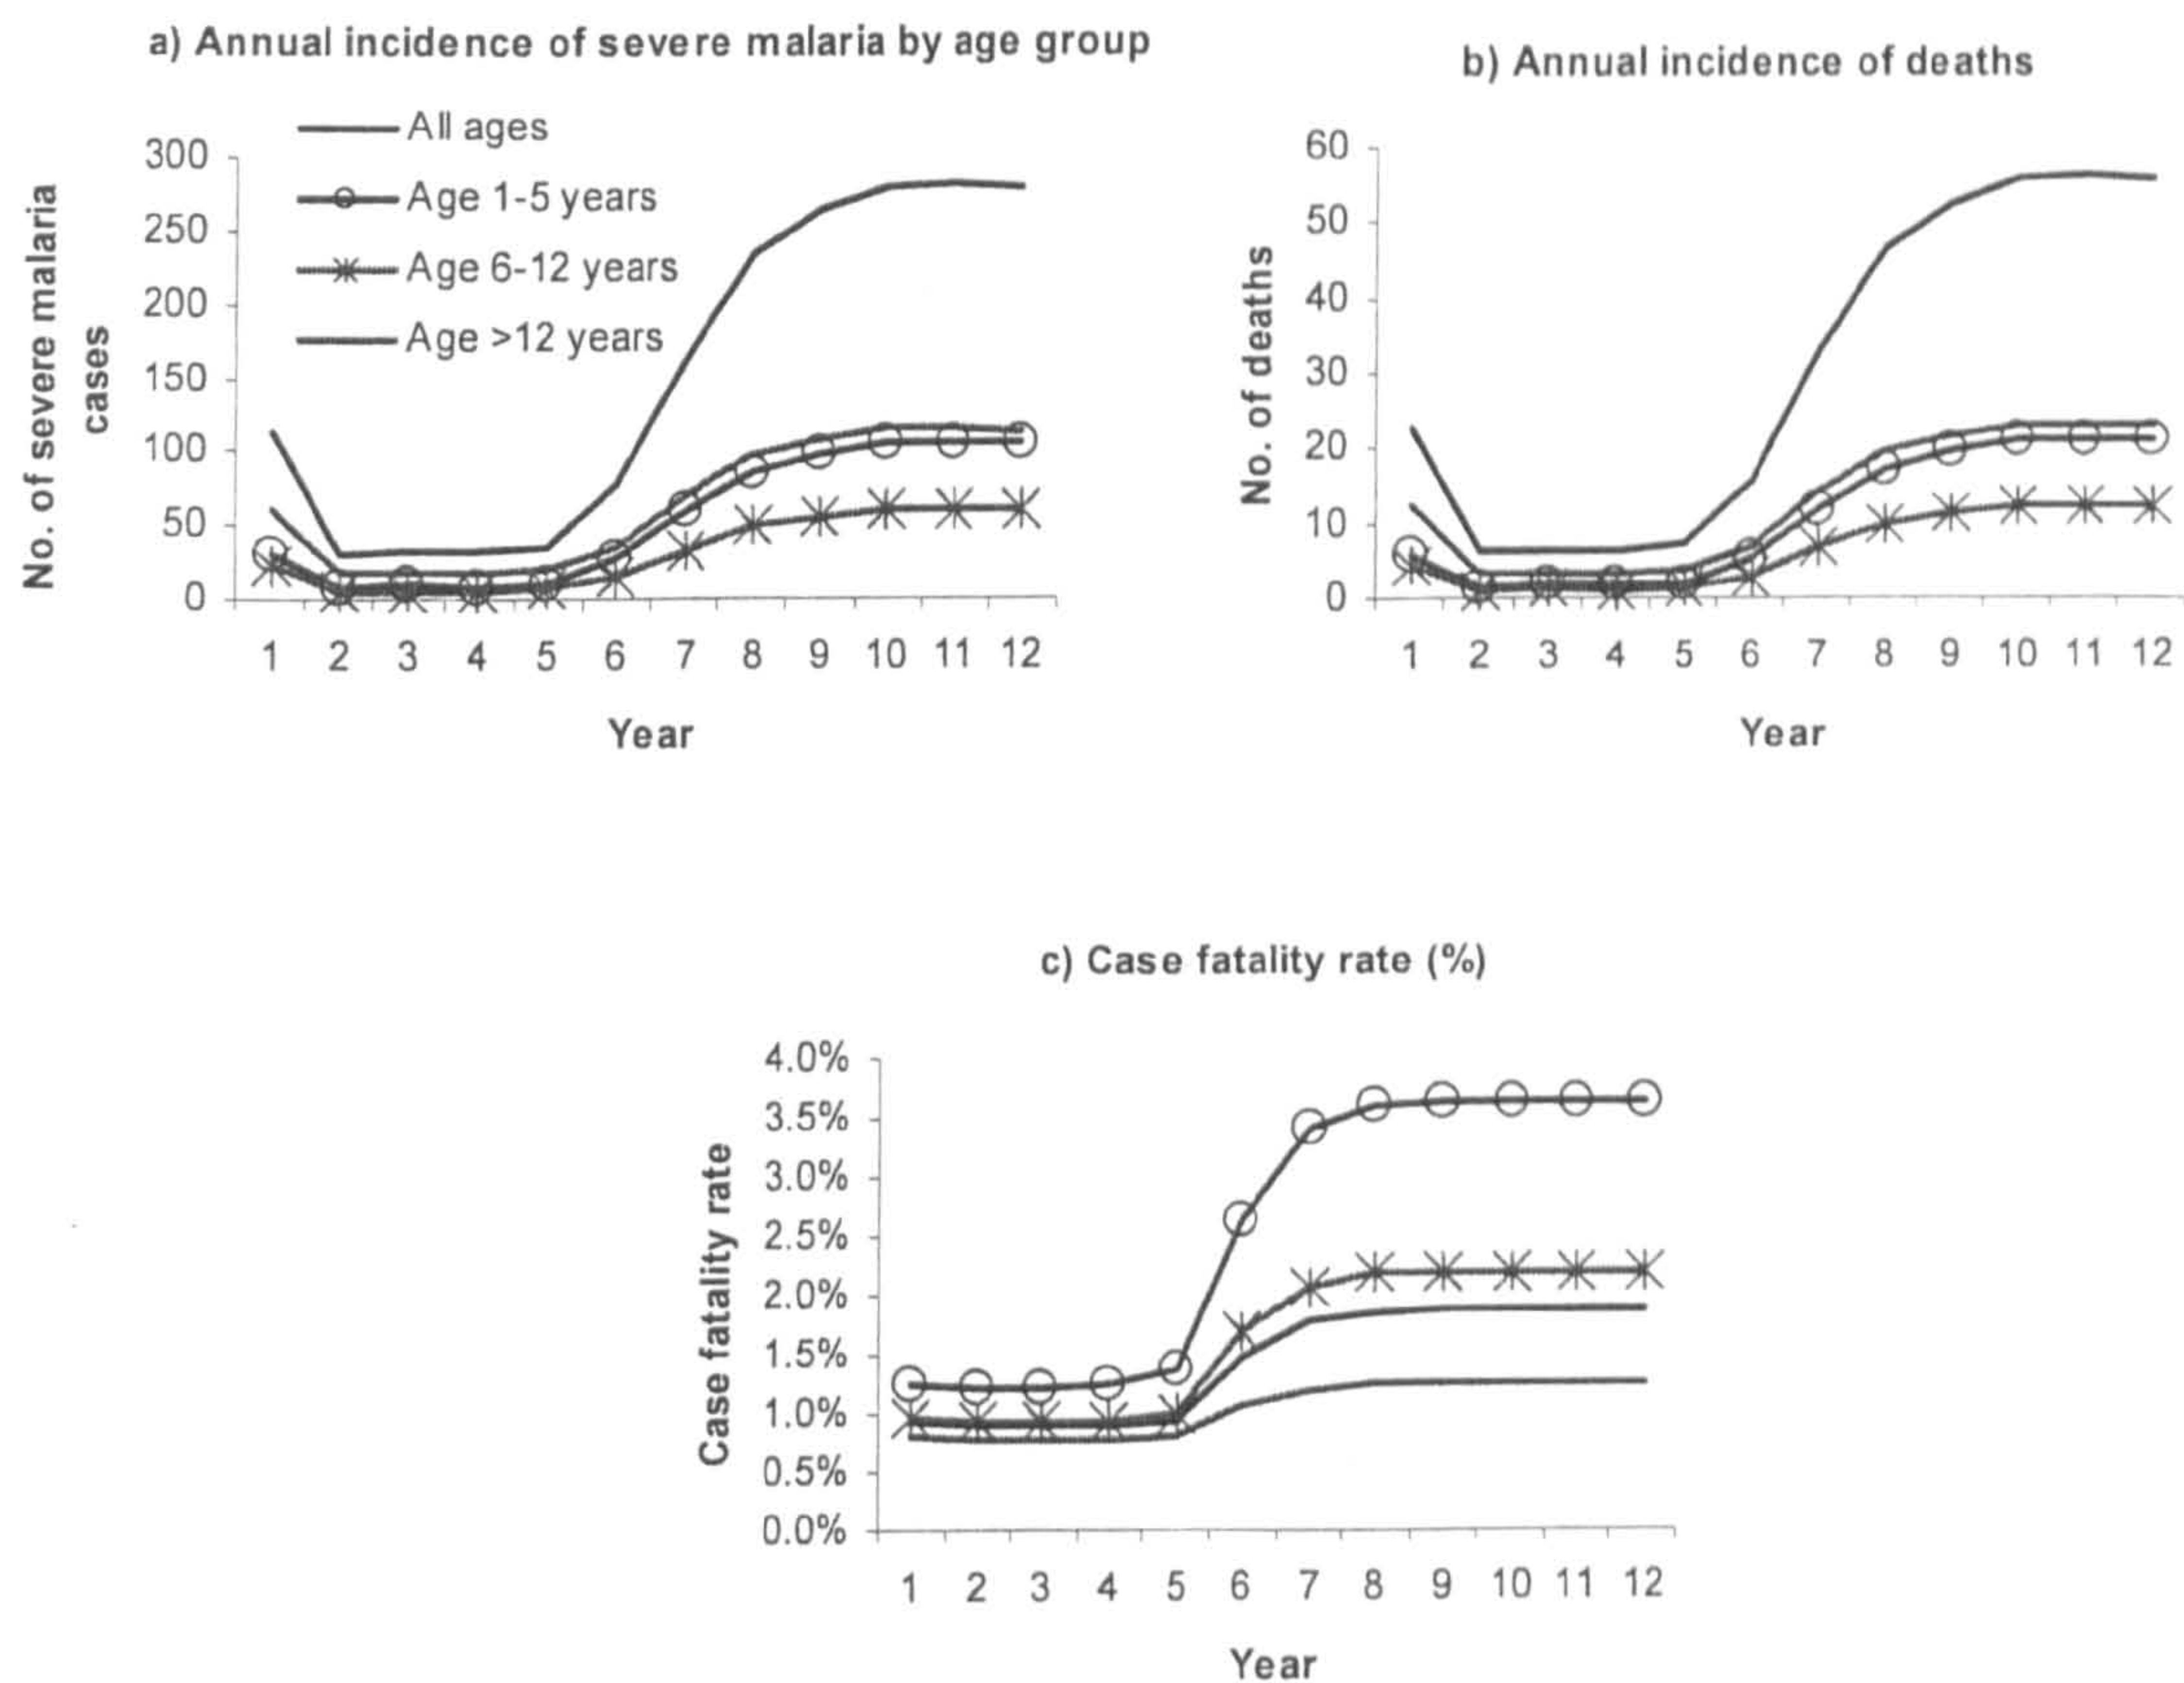 a) Annual incidence of severe malaria by age group
All ages
Age 1-5 years
Age 6-12 years
Age >12 years
300
250
200
150
100
50
0
No. of severe malaria
cases
1 2 3 4 5 6 7 8 9 10 11 12
Year
b) Annual incidence of deaths
60
50
40
30
20
10
0
No. of deaths
1 2 3 4 5 6 7 8 9 10 11 12
Year
c) Case fatality rate (%)
4.0%
3.5%
3.0%
2.5%
2.0%
1.5%
1.0%
0.5%
0.0%
Case fatality rate
1 2 3 4 5 6 7 8 9 10 11 12
Year